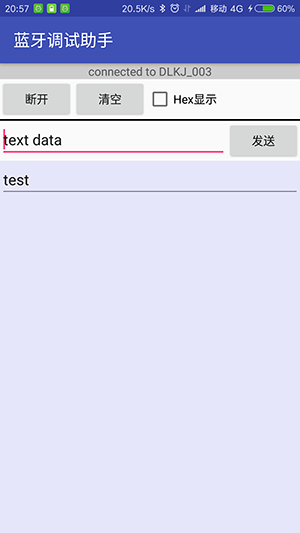 20:57 20.5K/s 移动 4G 60%
蓝牙调试助手
connected to DLKJ_003
断开 清空 Hex显示
text data 发送
test